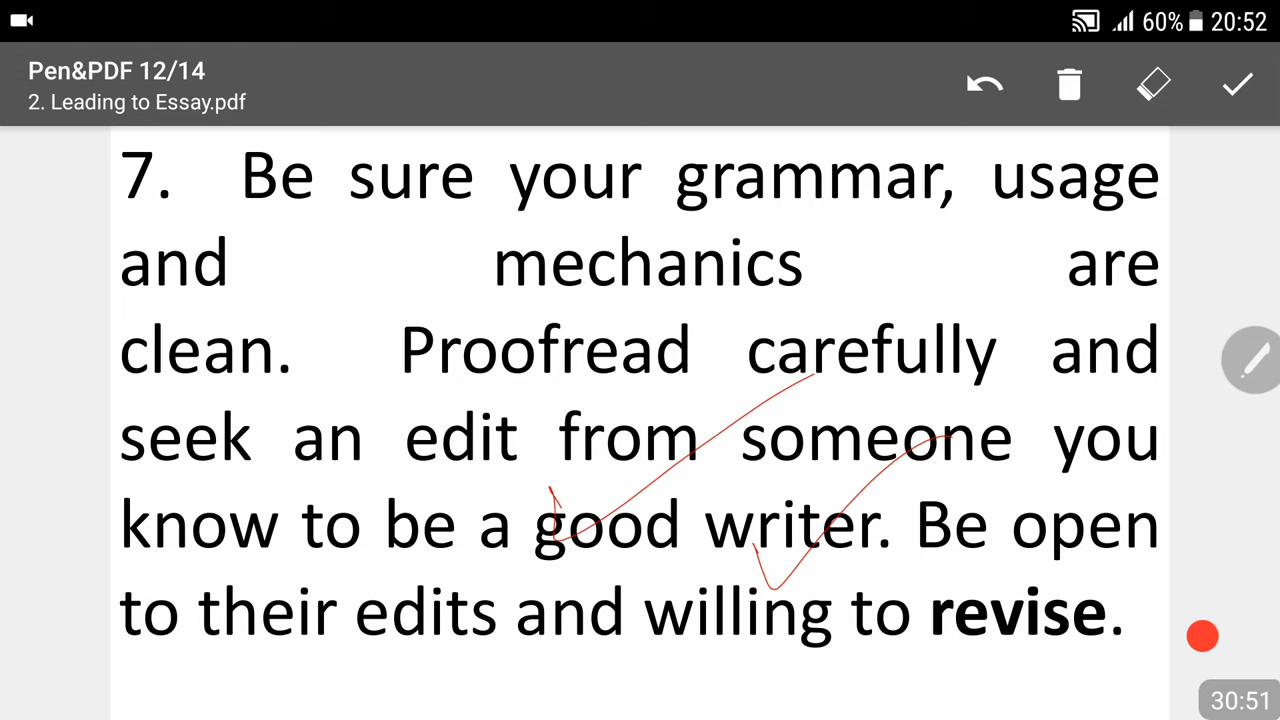 60% 20:52
Pen&PDF 12/14
2. Leading to Essay.pdf
7. Be sure your grammar, usage
and mechanics are
clean. Proofread carefully and
seek an edit from someone you
know to be a good writer. Be open
to their edits and willing to revise.
30:51